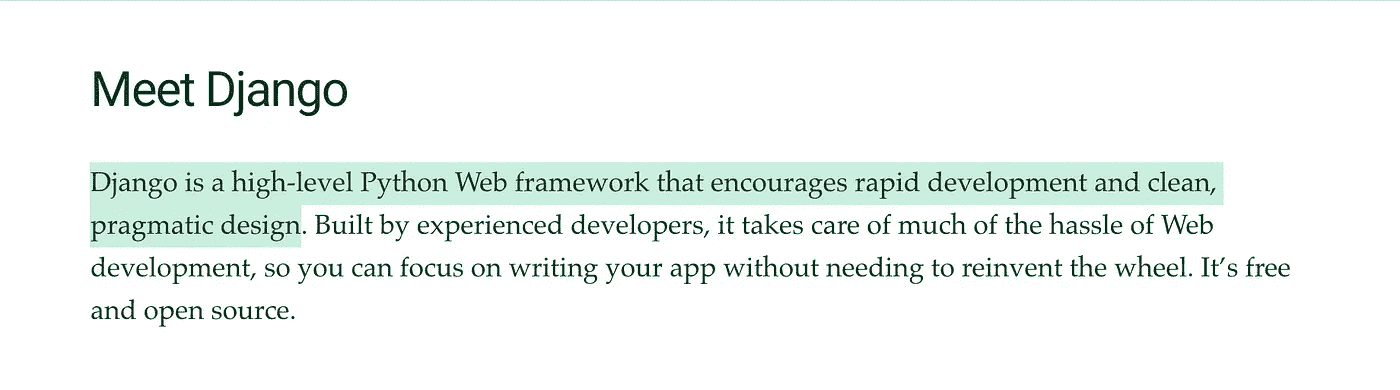 Meet Django
Django is a high-level Python Web framework that encourages rapid development and clean,
pragmatic design. Built by experienced developers, it takes care of much of the hassle of Web
development, so you can focus on writing your app without needing to reinvent the wheel. It’s free
and open source.